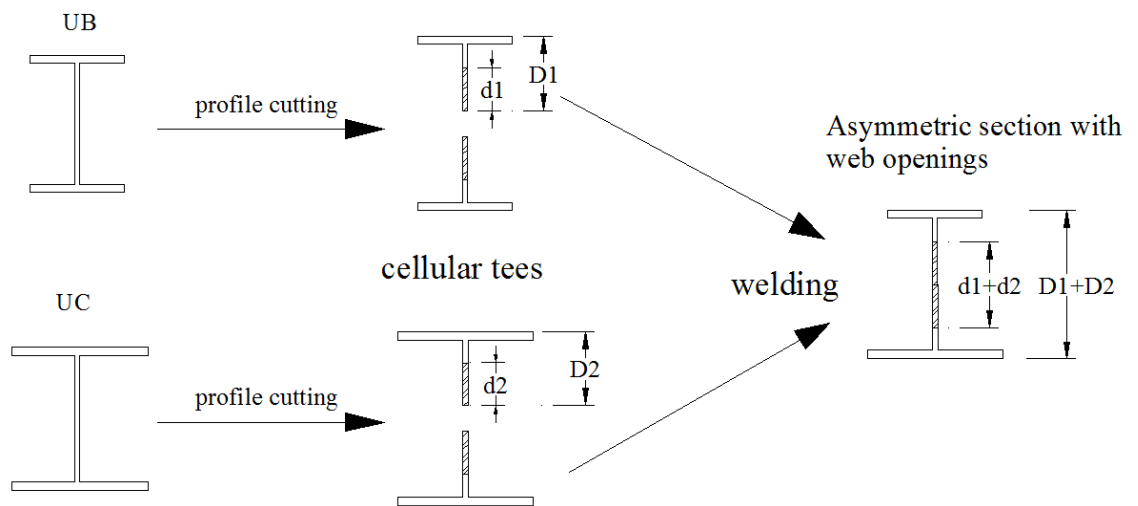 UB
profile cutting
d1
D1
Asymmetric section with
web openings
cellular tees
welding
d1+d2
D1+D2
UC
profile cutting
d2
D2